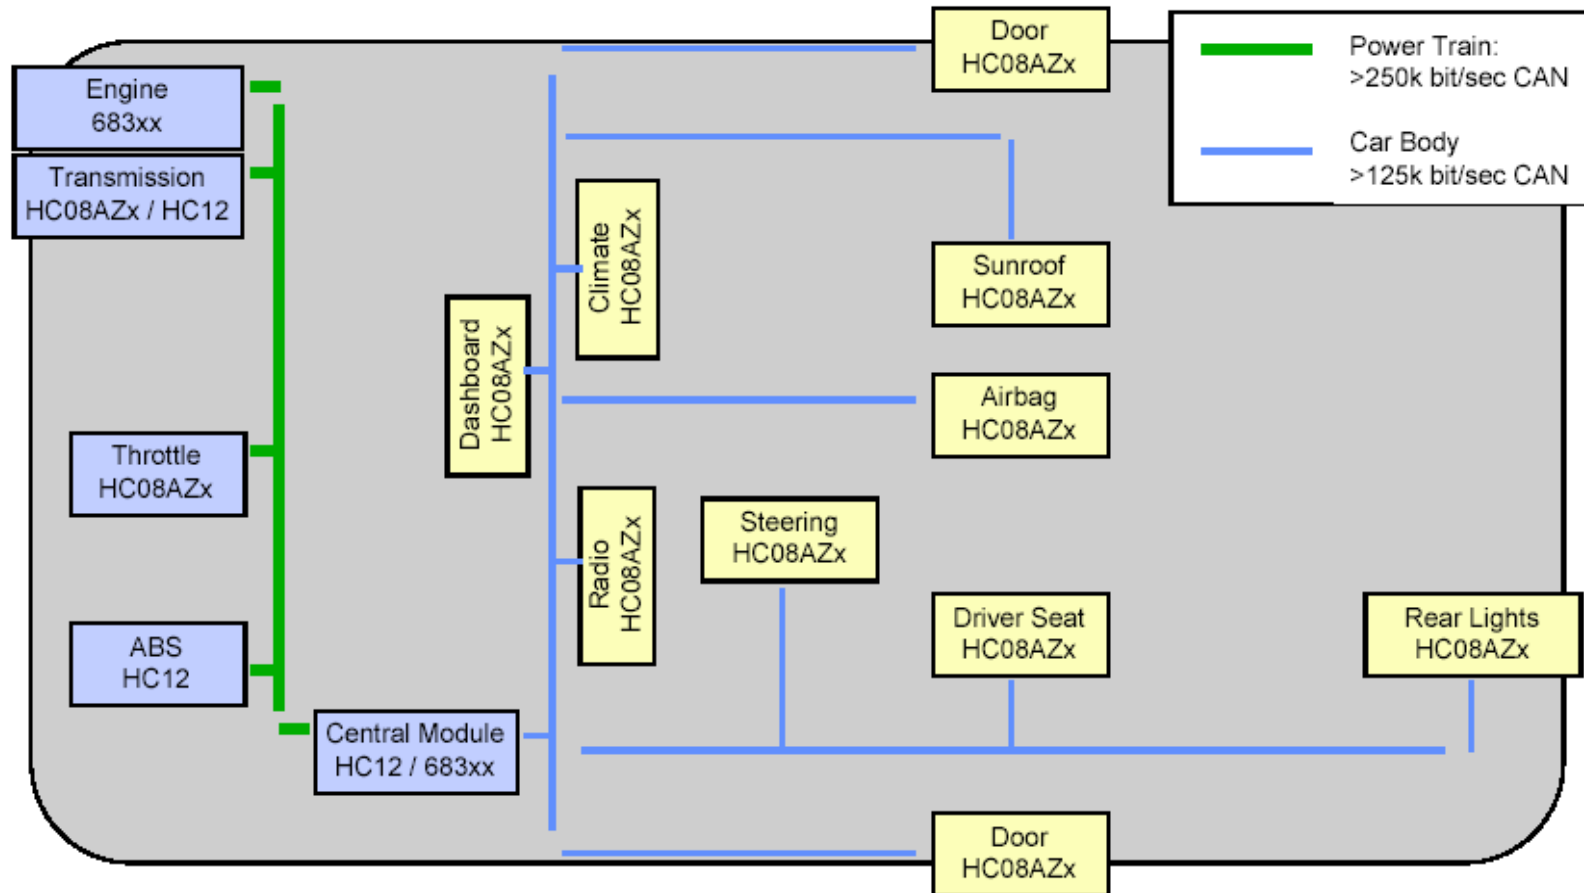 Door
HC08AZx
Power Train:
>250k bit/sec CAN
Car Body
>125k bit/sec CAN
Engine
683xx
Transmission
HC08AZx / HC12
Climate
HC08AZx
Sunroof
HC08AZx
Dashboard
HC08AZx
Airbag
HC08AZx
Throttle
HC08AZx
Radio
HC08AZx
Steering
HC08AZx
Driver Seat
HC08AZx
Rear Lights
HC08AZx
ABS
HC12
Central Module
HC12 / 683xx
Door
HC08AZx